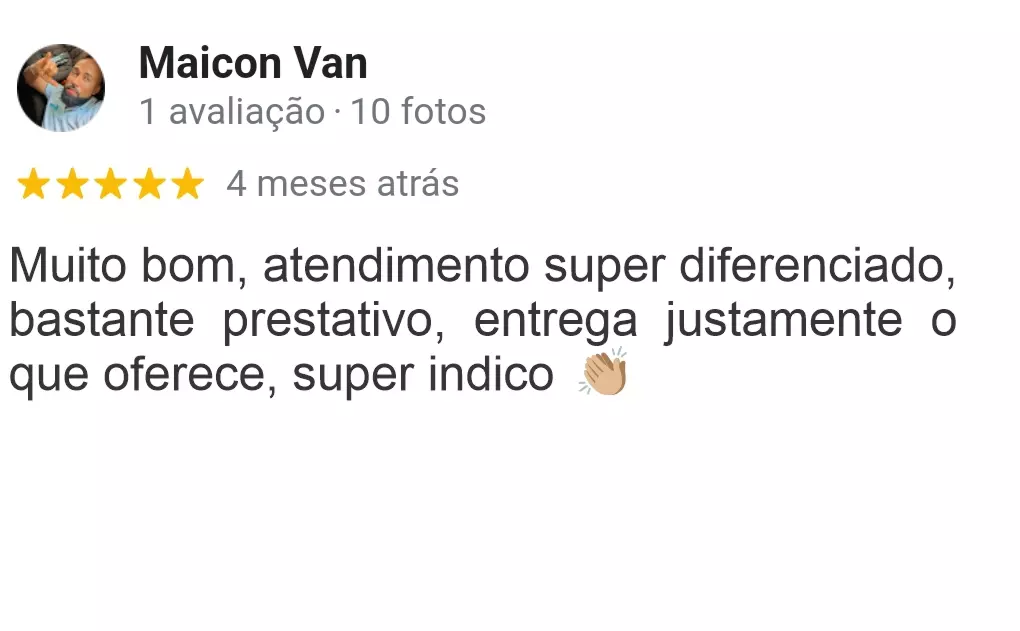 Maicon Van
1 avaliação · 10 fotos
4 meses atrás
Muito bom, atendimento super diferenciado,
bastante prestativo, entrega justamente o
que oferece, super indico 👏🏼